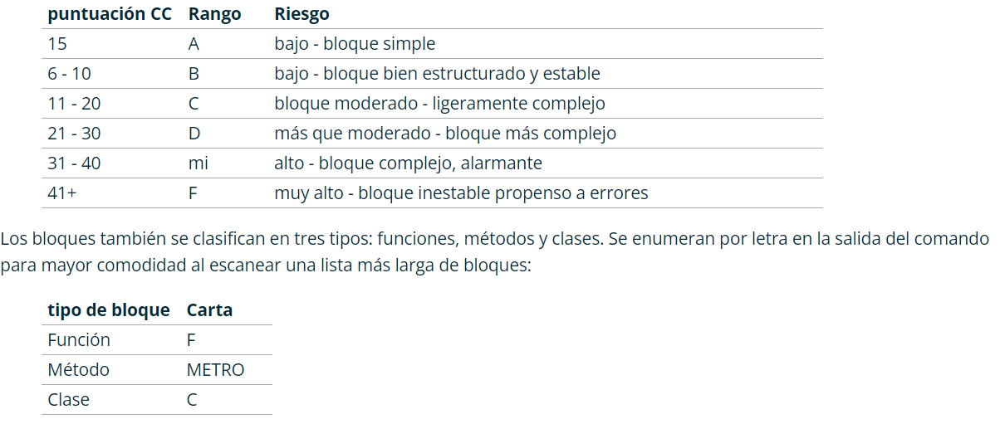 puntuación CC Rango Riesgo
15 A bajo - bloque simple
6 - 10 B bajo - bloque bien estructurado y estable
11 - 20 C bloque moderado - ligeramente complejo
21 - 30 D más que moderado - bloque más complejo
31 - 40 mi alto - bloque complejo, alarmante
41+ F muy alto - bloque inestable propenso a errores
Los bloques también se clasifican en tres tipos: funciones, métodos y clases. Se enumeran por letra en la salida del comando
para mayor comodidad al escanear una lista más larga de bloques:
tipo de bloque Carta
Función F
Método METRO
Clase C